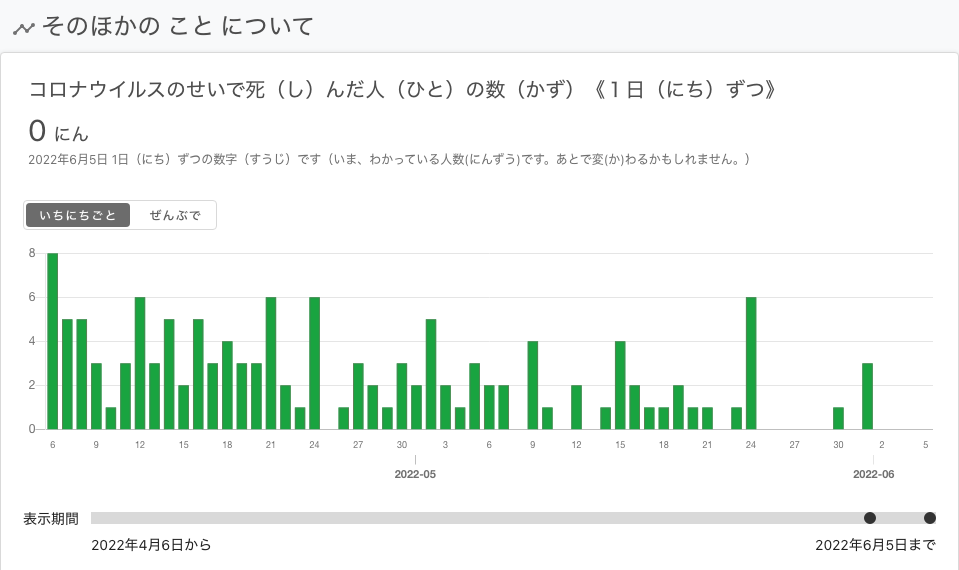 そのほかの こと について
コロナウイルスのせいで死（し）んだ人（ひと）の数（かず）《１日（にち）ずつ》
0 にん
2022年6月5日 1日（にち）ずつの数字（すうじ）です（いま、わかっている人数(にんずう)です。あとで変(か)わるかもしれません。）
いちにちごと ぜんぶで
8
6
4
2
0
6 9 12 15 18 21 24 27 30 3 6 9 12 15 18 21 24 27 30 2 5
2022-05 2022-06
表示期間
2022年4月6日から 2022年6月5日まで